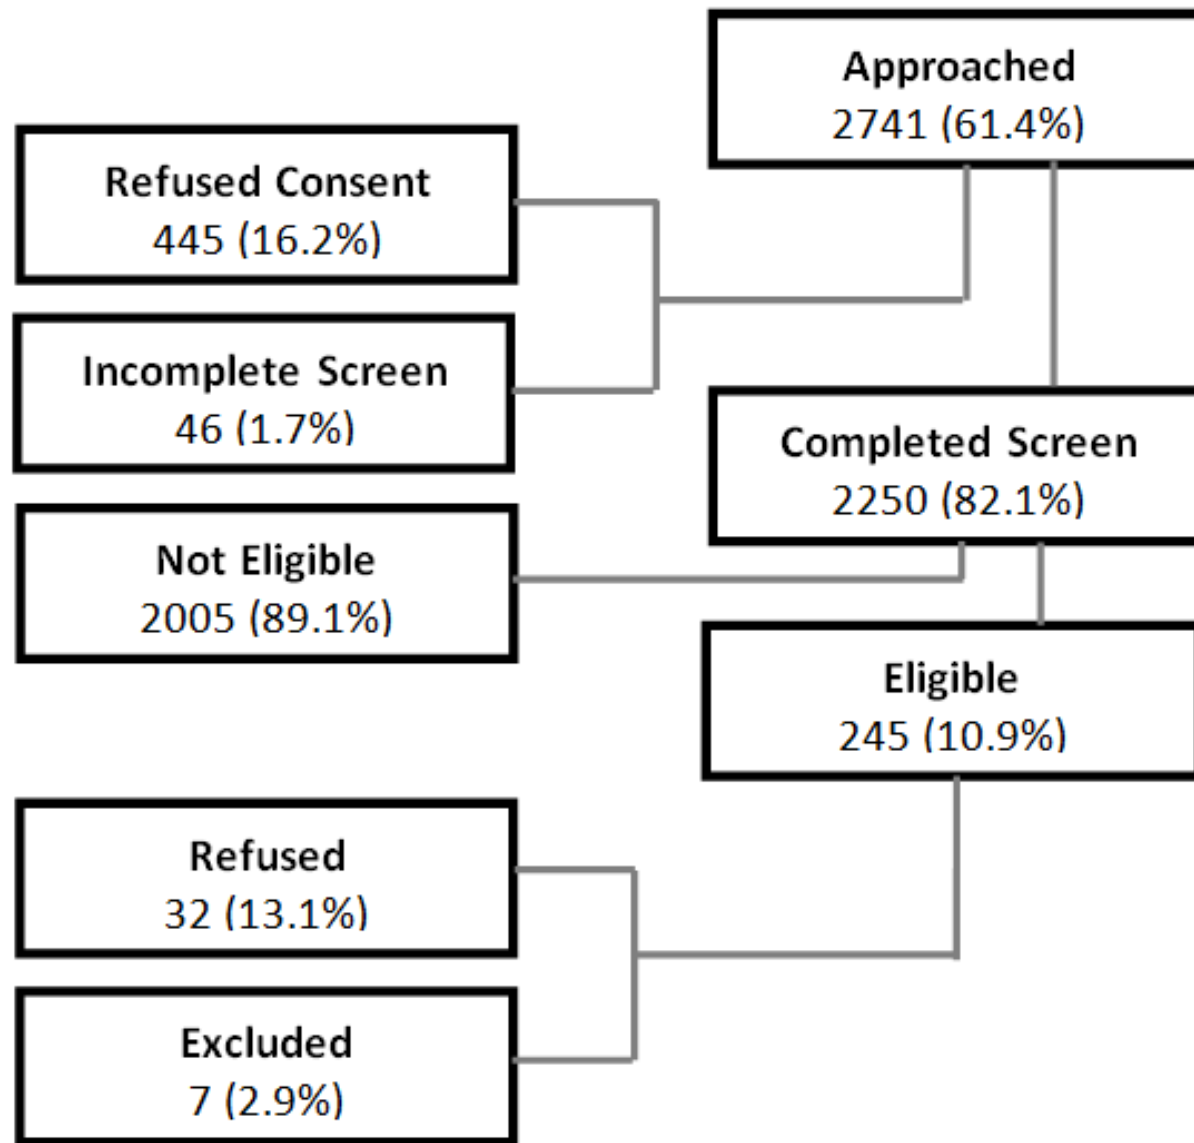 Approached
2741 (61.4%)
Refused Consent
445 (16.2%)
Incomplete Screen
46 (1.7%)
Completed Screen
2250 (82.1%)
Not Eligible
2005 (89.1%)
Eligible
245 (10.9%)
Refused
32 (13.1%)
Excluded
7 (2.9%)